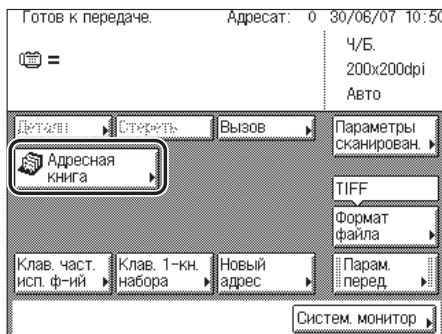 Готов к передаче. Адресат: 0 30/06/07 10:50
=
Ч/Б.
200x200dpi
Авто
Детали Стереть Вызов Параметры
сканирован.
Адресная
книга
TIFF
Формат
файла
Клав. част. Клав. 1-кн. Новый Парам.
исп. ф-ий набора адрес перед.
Систем. монитор